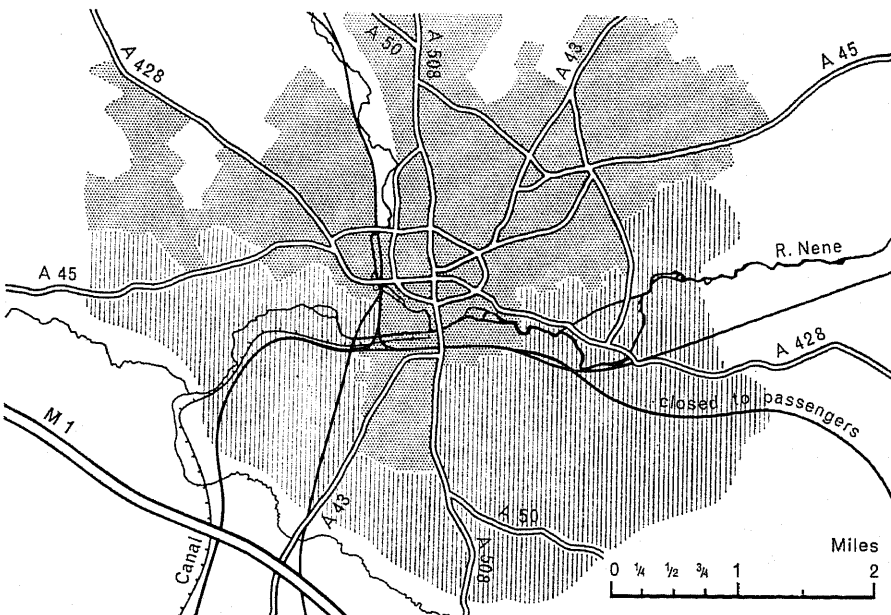 A 50
A 508
A 43
A 45
A 428
A 45
R. Nene
A 428
closed to passengers
M 1
A 43
A 50
A 508
Canal
Miles
0 ¼ ½ ¾ 1 2